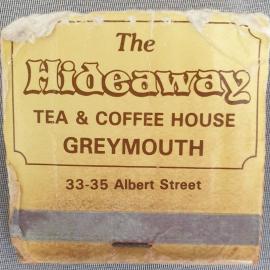 The
Hideaway
TEA & COFFEE HOUSE
GREYMOUTH
33-35 Albert Street